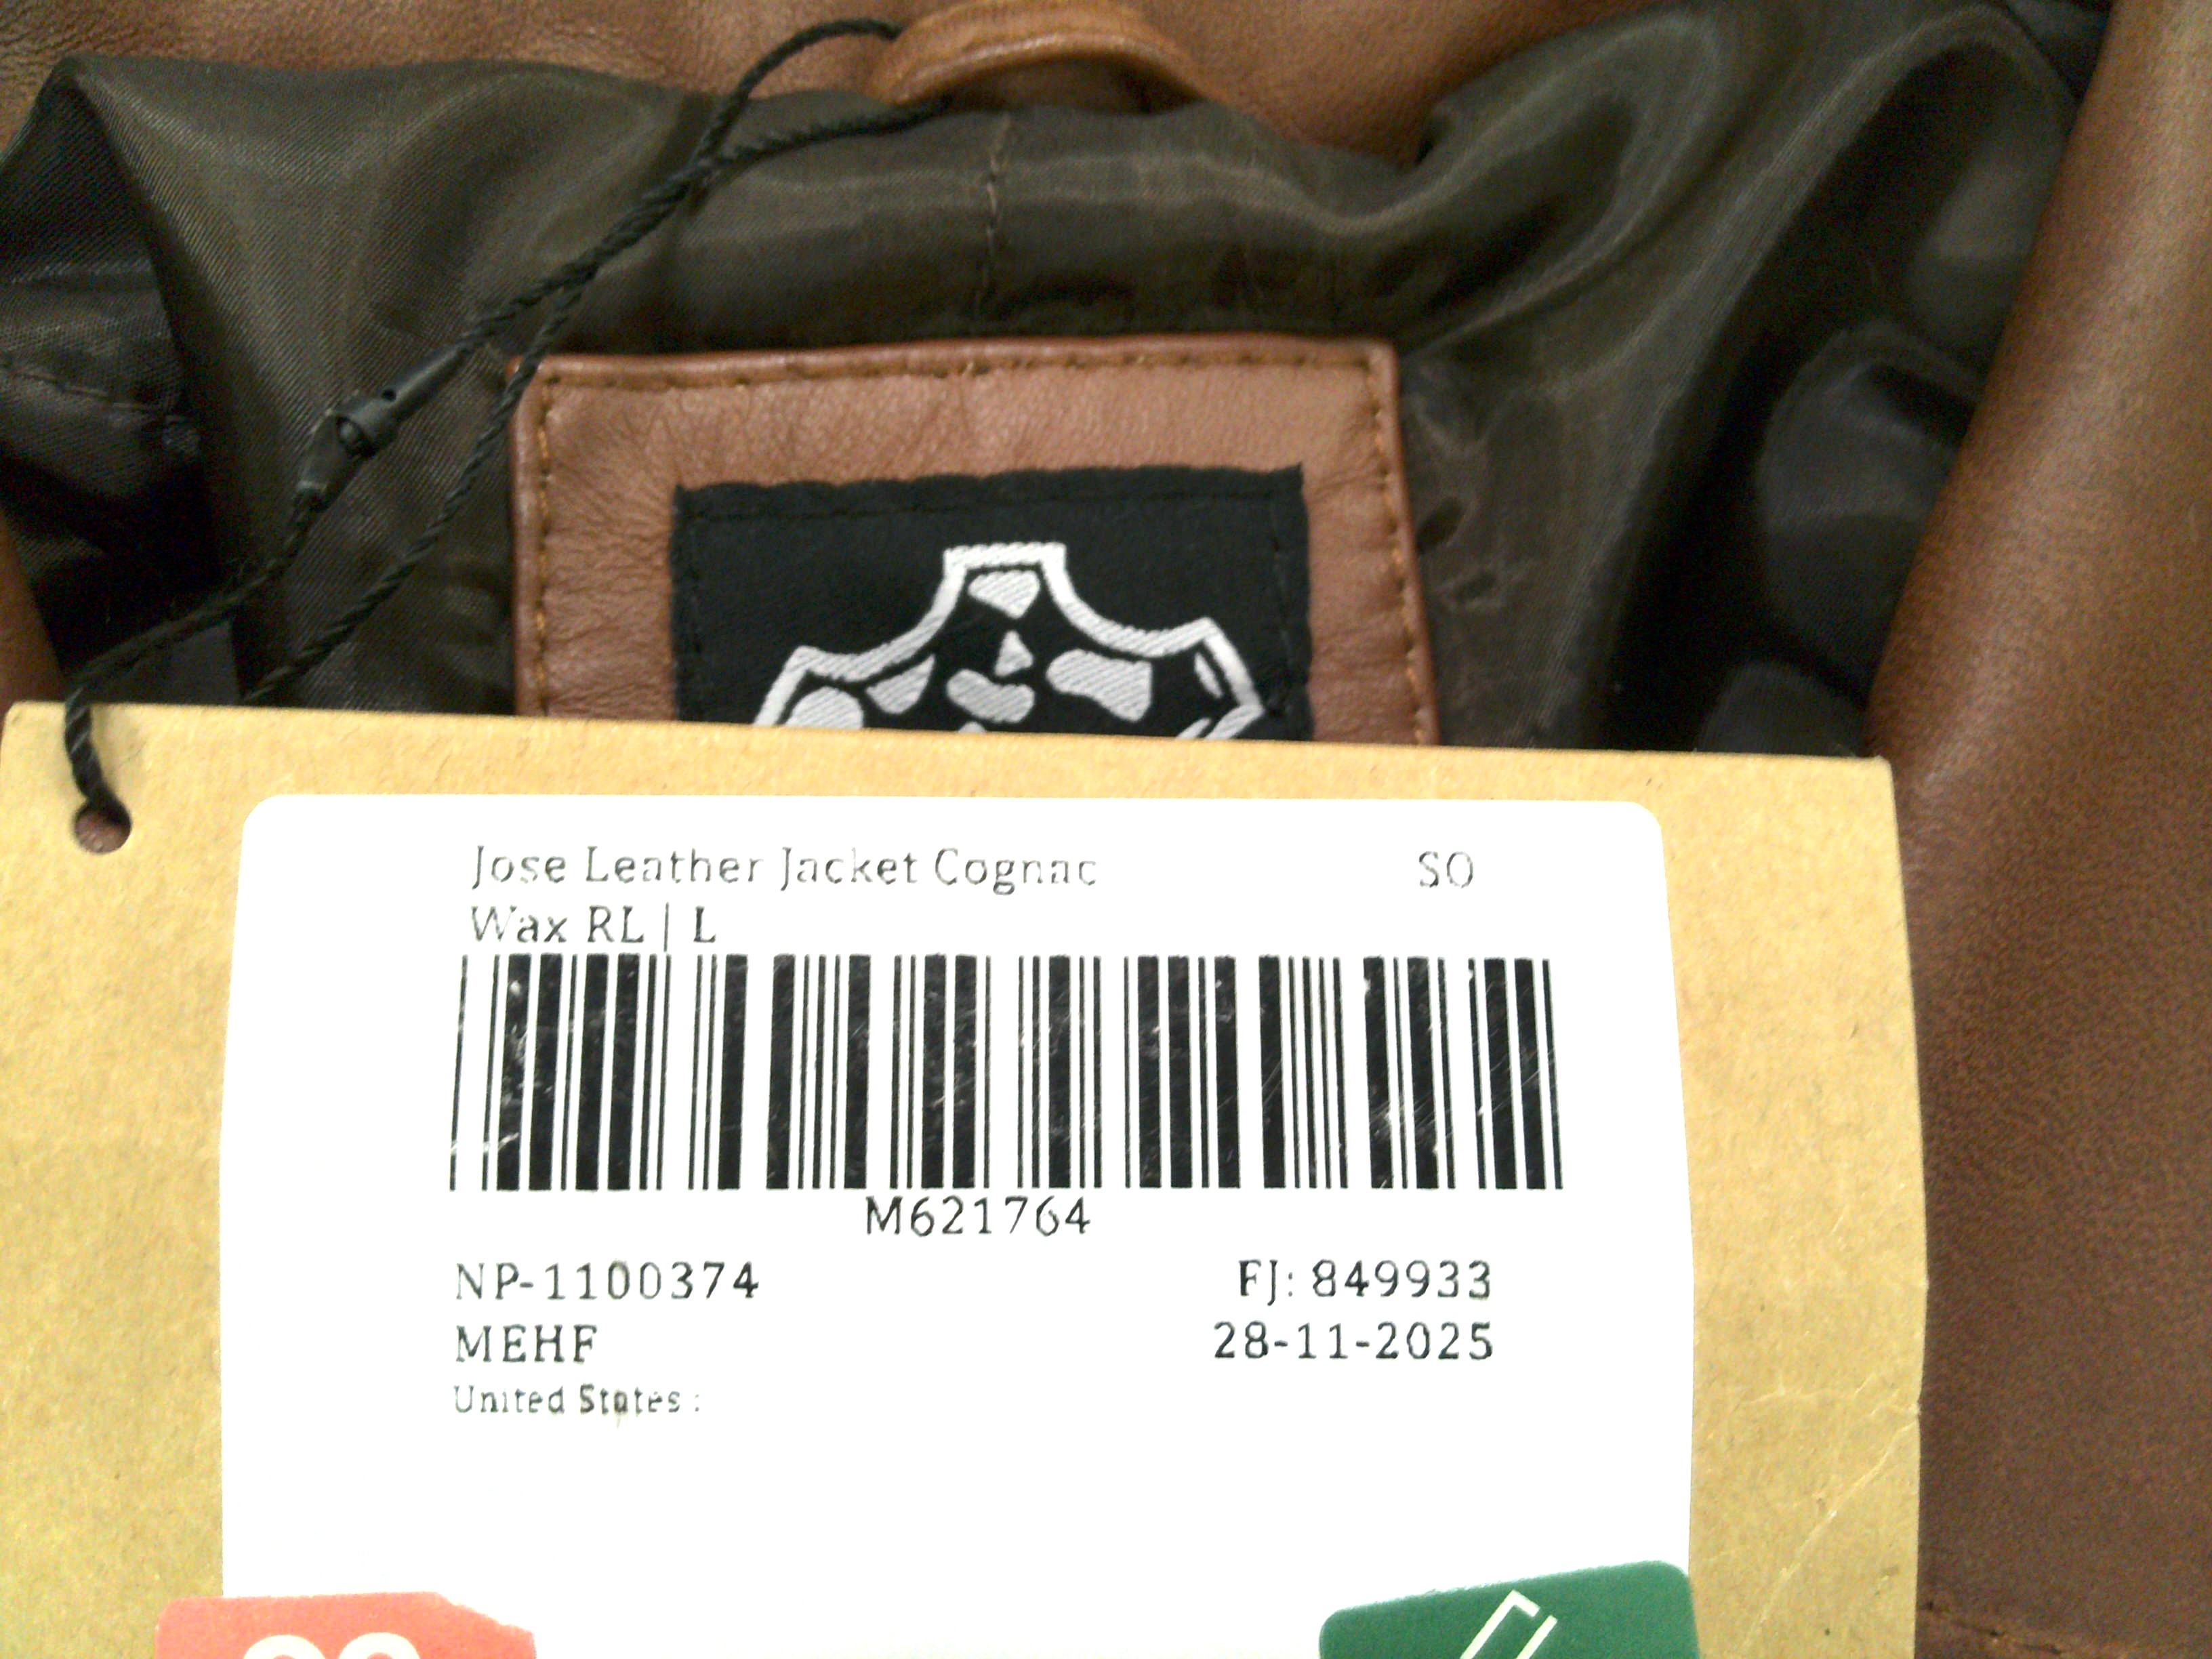 Jose Leather Jacket Cognac SO
Wax RL | L
M621764
NP-1100374 FJ: 849933
MEHF 28-11-2025
United States :